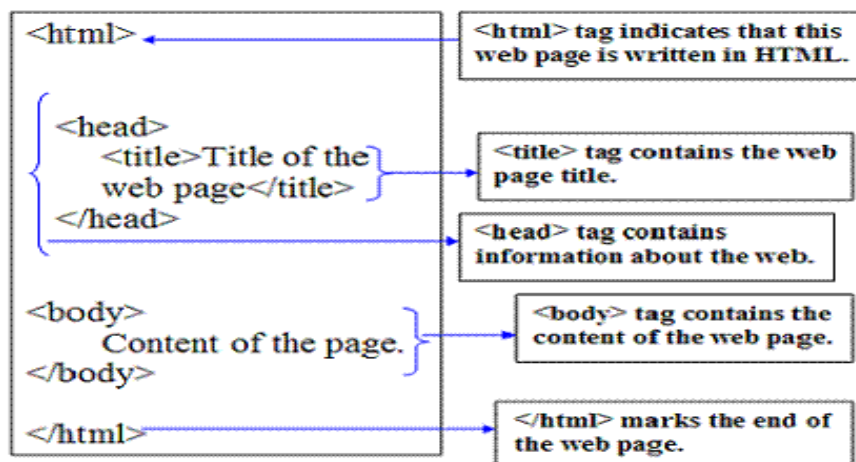 <html>
<html> tag indicates that this
web page is written in HTML.
<head>
<title>Title of the
web page</title>
</head>
<title> tag contains the web
page title.
<head> tag contains
information about the web.
<body>
Content of the page.
</body>
<body> tag contains the
content of the web page.
</html>
</html> marks the end of
the web page.